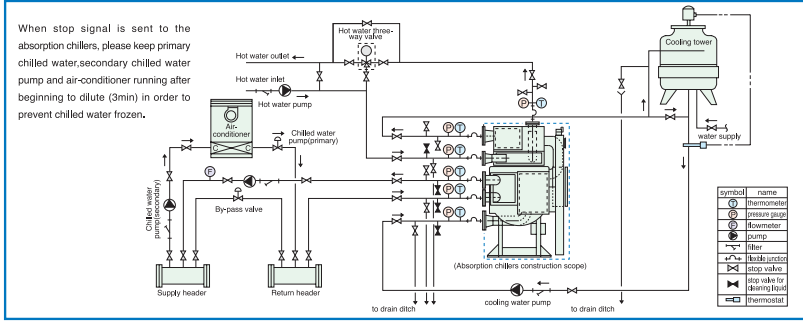 When stop signal is sent to the
absorption chillers, please keep primary
chilled water,secondary chilled water
pump and air-conditioner running after
beginning to dilute (3min) in order to
prevent chilled water frozen.
Hot water three-
way valve
Hot water outlet
Hot water inlet
Hot water pump
Cooling tower
water supply
Air-
conditioner
C C
Chilled water
pump(primary)
Chilled water
pump(secondary)
F
By-pass valve
P T
P T
P T
P T
P T
P T
Supply header
Return header
(Absorption chillers construction scope)
to drain ditch
cooling water pump
to drain ditch
symbol name
T thermometer
P pressure gauge
F flowmeter
pump
filter
flexible junction
stop valve
stop valve for
cleaning liquid
thermostat